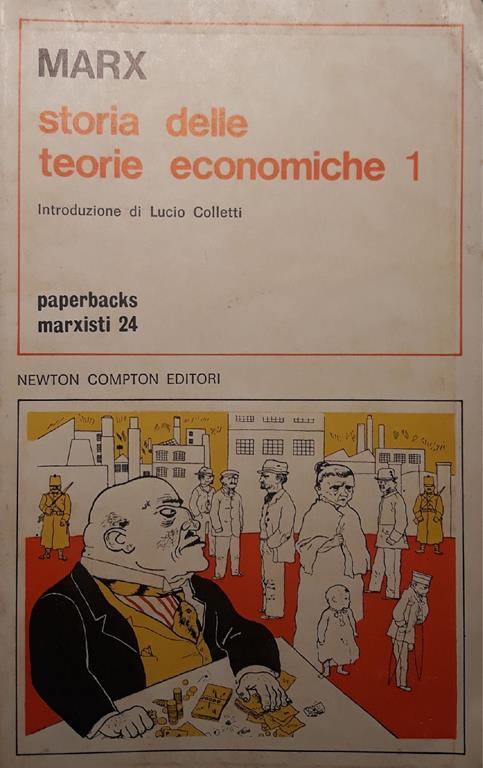 MARX
storia delle
teorie economiche 1
Introduzione di Lucio Colletti
paperbacks
marxisti 24
NEWTON COMPTON EDITORI